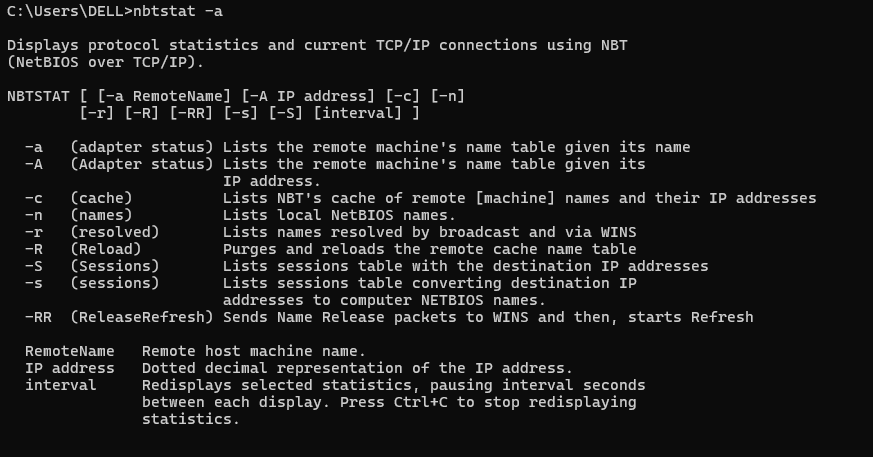 C:\Users\DELL>nbtstat -a
Displays protocol statistics and current TCP/IP connections using NBT
(NetBIOS over TCP/IP).
NBTSTAT [ [-a RemoteName] [-A IP address] [-c] [-n]
        [-r] [-R] [-RR] [-s] [-S] [interval] ]
  -a   (adapter status) Lists the remote machine's name table given its name
  -A   (Adapter status) Lists the remote machine's name table given its
                        IP address.
  -c   (cache)          Lists NBT's cache of remote [machine] names and their IP addresses
  -n   (names)          Lists local NetBIOS names.
  -r   (resolved)       Lists names resolved by broadcast and via WINS
  -R   (Reload)         Purges and reloads the remote cache name table
  -S   (Sessions)       Lists sessions table with the destination IP addresses
  -s   (sessions)       Lists sessions table converting destination IP
                        addresses to computer NETBIOS names.
  -RR  (ReleaseRefresh) Sends Name Release packets to WINS and then, starts Refresh
  RemoteName   Remote host machine name.
  IP address   Dotted decimal representation of the IP address.
  interval     Redisplays selected statistics, pausing interval seconds
               between each display. Press Ctrl+C to stop redisplaying
               statistics.